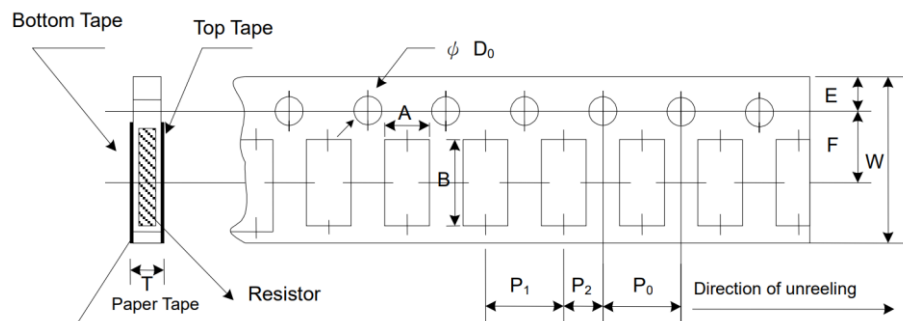 Bottom Tape
Top Tape
ϕ D₀
E
A
F
W
B
T
Paper Tape
Resistor
P₁
P₂
P₀
Direction of unreeling